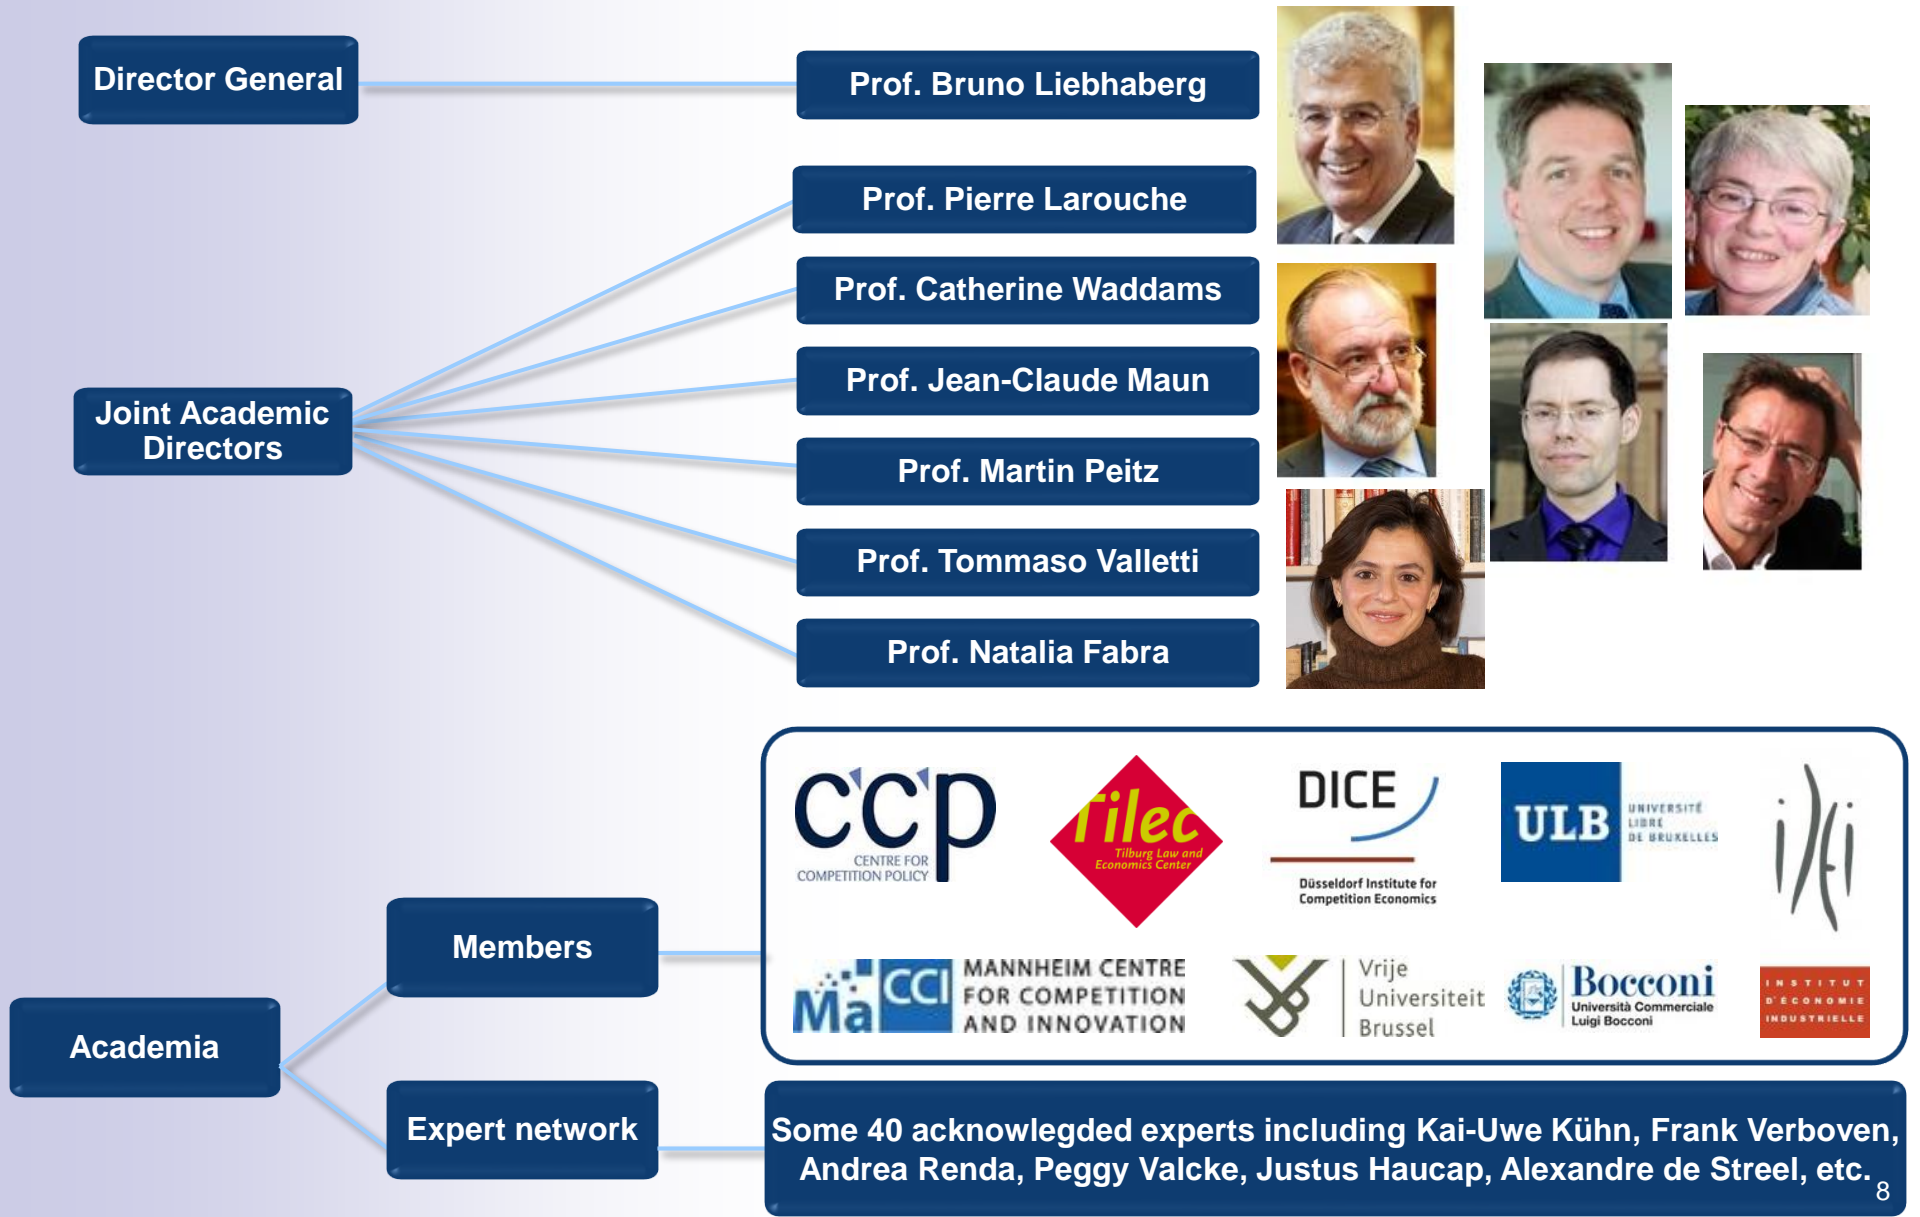 Director General
Prof. Bruno Liebhaberg
Prof. Pierre Larouche
Prof. Catherine Waddams
Prof. Jean-Claude Maun
Joint Academic
Directors
Prof. Martin Peitz
Prof. Tommaso Valletti
Prof. Natalia Fabra
Academia
Members
ccp
CENTRE FOR
COMPETITION POLICY
Tilec
Tilburg Law and
Economics Center
DICE
Düsseldorf Institute for
Competition Economics
ULB
UNIVERSITÉ
LIBRE
DE BRUXELLES
idei
MaCCI
MANNHEIM CENTRE
FOR COMPETITION
AND INNOVATION
Vrije
Universiteit
Brussel
Bocconi
Università Commerciale
Luigi Bocconi
INSTITUT
D'ÉCONOMIE
INDUSTRIELLE
Expert network
Some 40 acknowlegded experts including Kai-Uwe Kühn, Frank Verboven,
Andrea Renda, Peggy Valcke, Justus Haucap, Alexandre de Streel, etc.
8